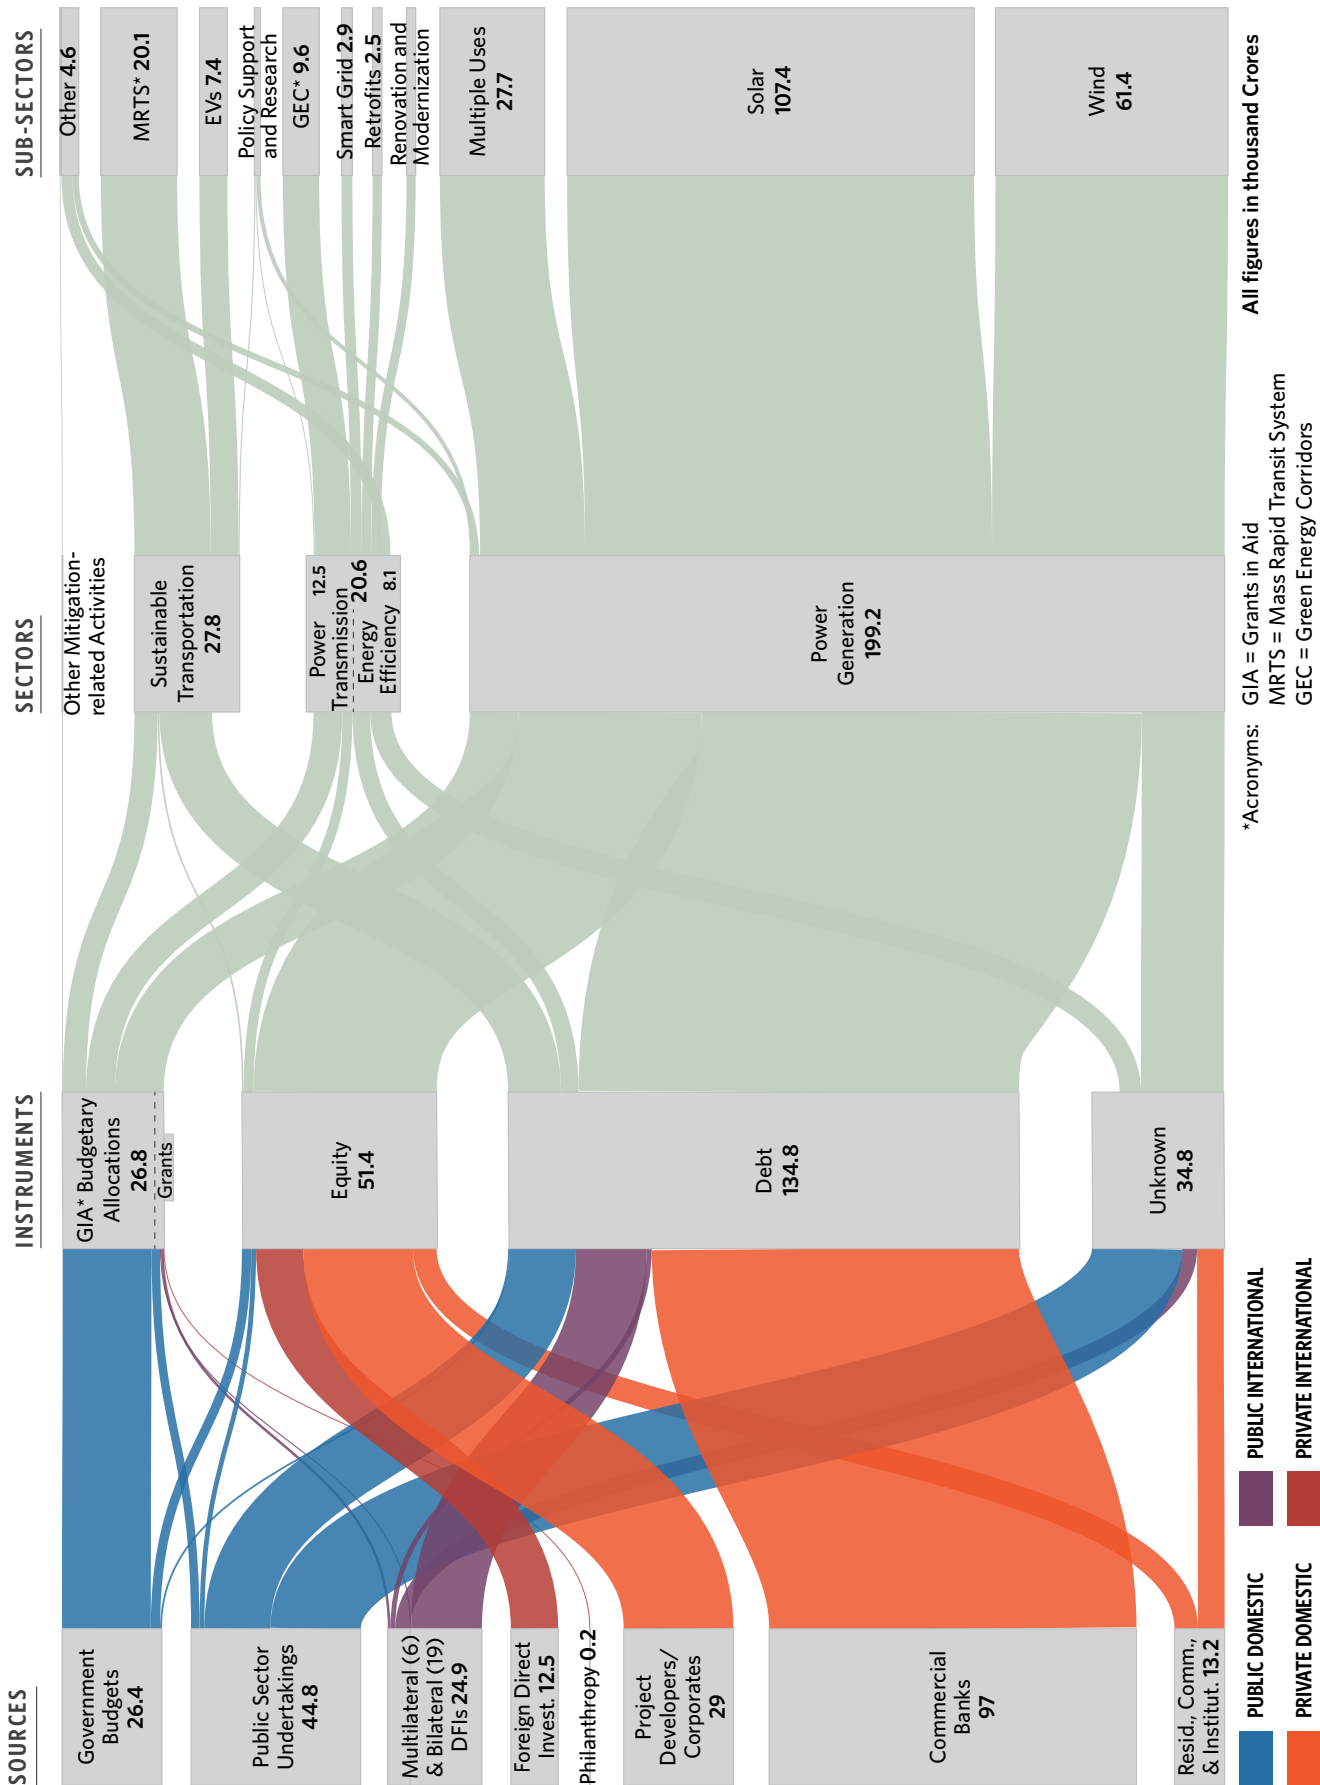 SOURCES
Government
Budgets
26.4
Public Sector
Undertakings
44.8
Multilateral (6)
& Bilateral (19)
DFIs 24.9
Foreign Direct
Invest. 12.5
Philanthropy 0.2
Project
Developers/
Corporates
29
Commercial
Banks
97
Resid., Comm.,
& Institut. 13.2
INSTRUMENTS
GIA* Budgetary
Allocations
26.8
Grants
Equity
51.4
Debt
134.8
Unknown
34.8
SECTORS
Other Mitigation-
related Activities
Sustainable
Transportation
27.8
Power 12.5
Transmission
20.6
Energy
Efficiency 8.1
Power
Generation
199.2
SUB-SECTORS
Other 4.6
MRTS* 20.1
EVs 7.4
Policy Support
and Research
GEC* 9.6
Smart Grid 2.9
Retrofits 2.5
Renovation and
Modernization
Multiple Uses
27.7
Solar
107.4
Wind
61.4
PUBLIC DOMESTIC
PUBLIC INTERNATIONAL
PRIVATE DOMESTIC
PRIVATE INTERNATIONAL
*Acronyms: GIA = Grants in Aid
MRTS = Mass Rapid Transit System
GEC = Green Energy Corridors
All figures in thousand Crores